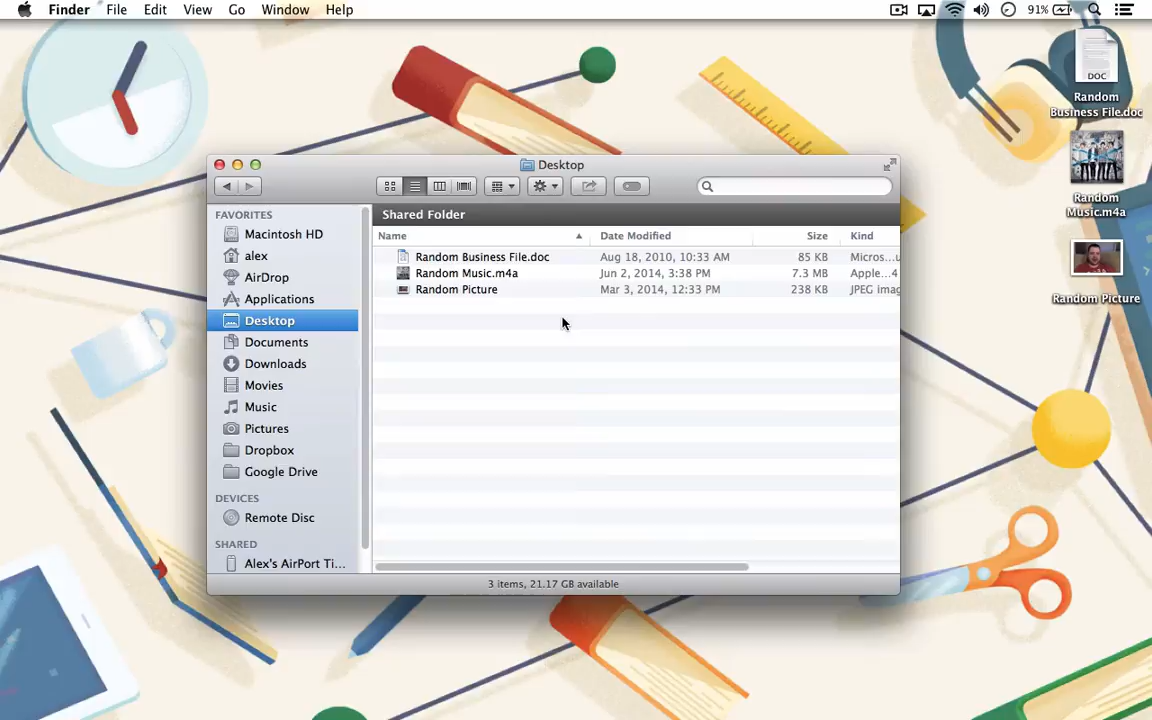 Finder File Edit View Go Window Help 91%
DOC
Random
Business File.doc
Random
Music.m4a
Random Picture
Desktop
FAVORITES
Macintosh HD
alex
AirDrop
Applications
Desktop
Documents
Downloads
Movies
Music
Pictures
Dropbox
Google Drive
DEVICES
Remote Disc
SHARED
Alex's AirPort Ti...
Shared Folder
Name Date Modified Size Kind
Random Business File.doc Aug 18, 2010, 10:33 AM 85 KB Micros...u
Random Music.m4a Jun 2, 2014, 3:38 PM 7.3 MB Apple...4
Random Picture Mar 3, 2014, 12:33 PM 238 KB JPEG imag
3 items, 21.17 GB available